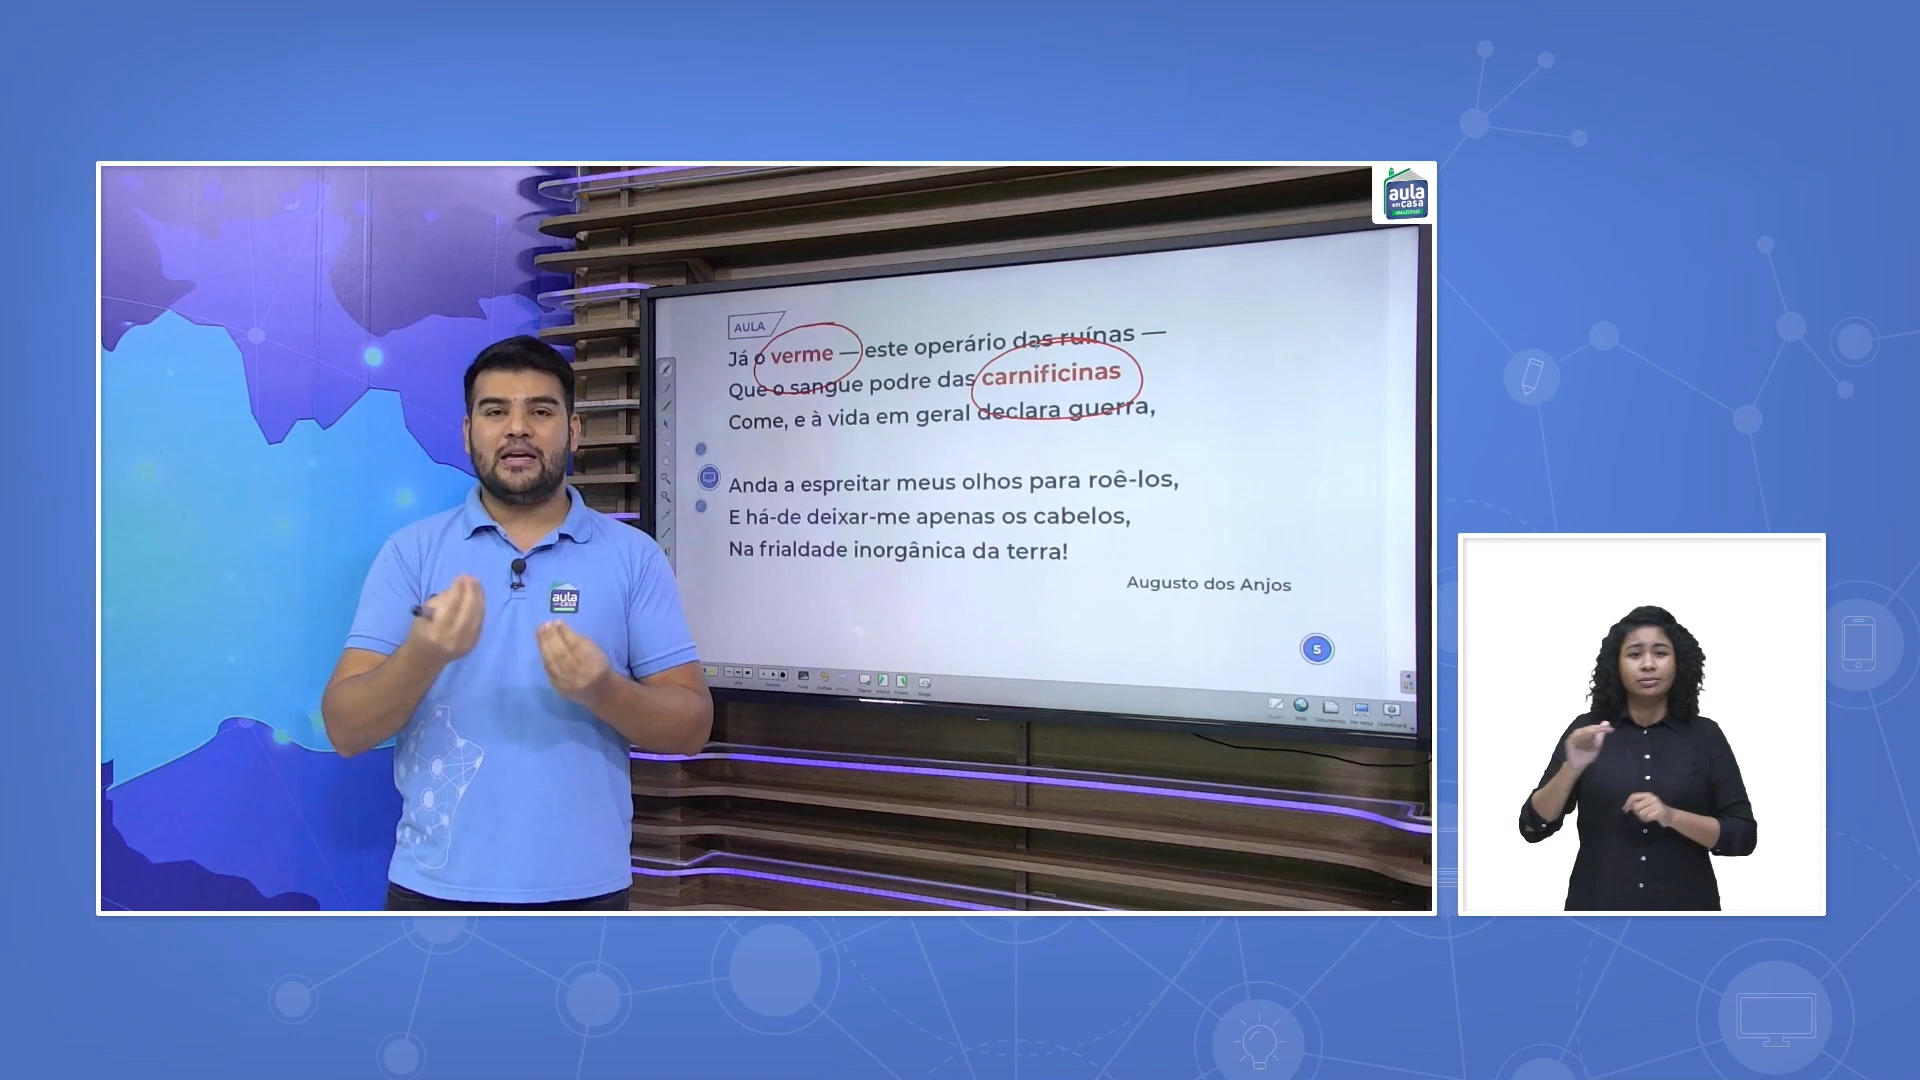 aula
em casa
AMAZONAS
AULA
Já o verme — este operário das ruínas —
Que o sangue podre das carnificinas
Come, e à vida em geral declara guerra,
Anda a espreitar meus olhos para roê-los,
E há-de deixar-me apenas os cabelos,
Na frialdade inorgânica da terra!
Augusto dos Anjos
5
aula
em casa